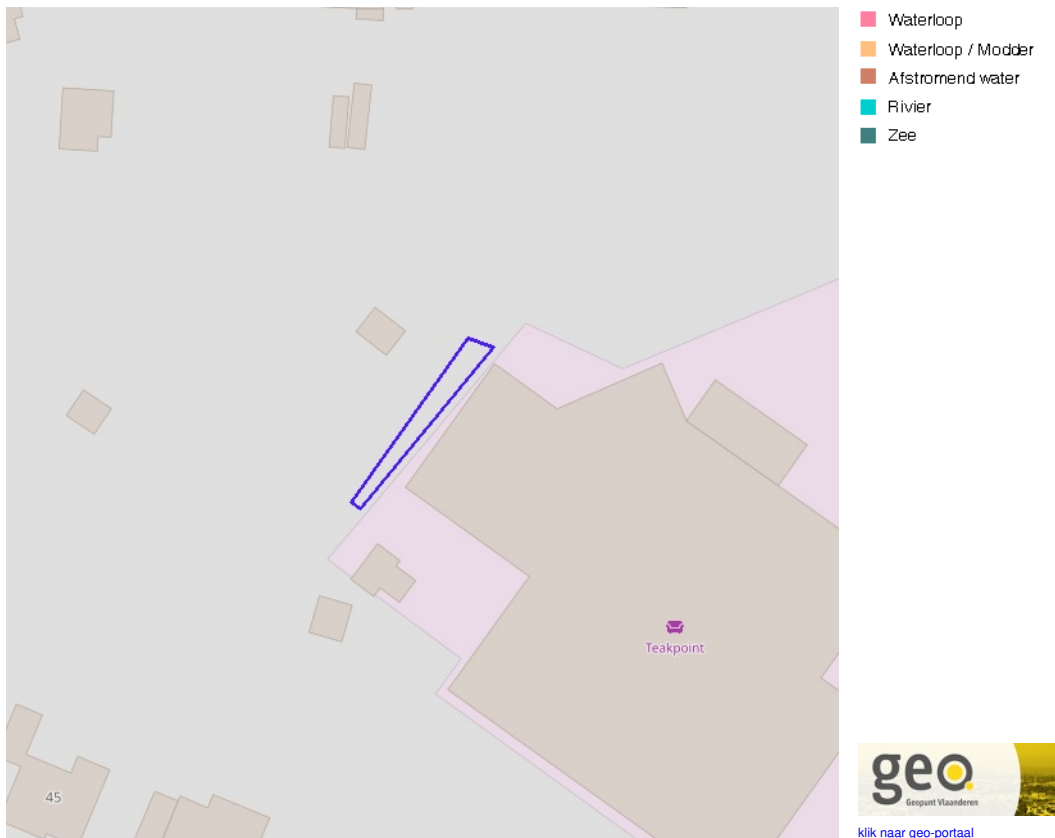 Waterloop
Waterloop / Modder
Afstromend water
Rivier
Zee
Teakpoint
45
geo.
Geopunt Vlaanderen
klik naar geo-portaal